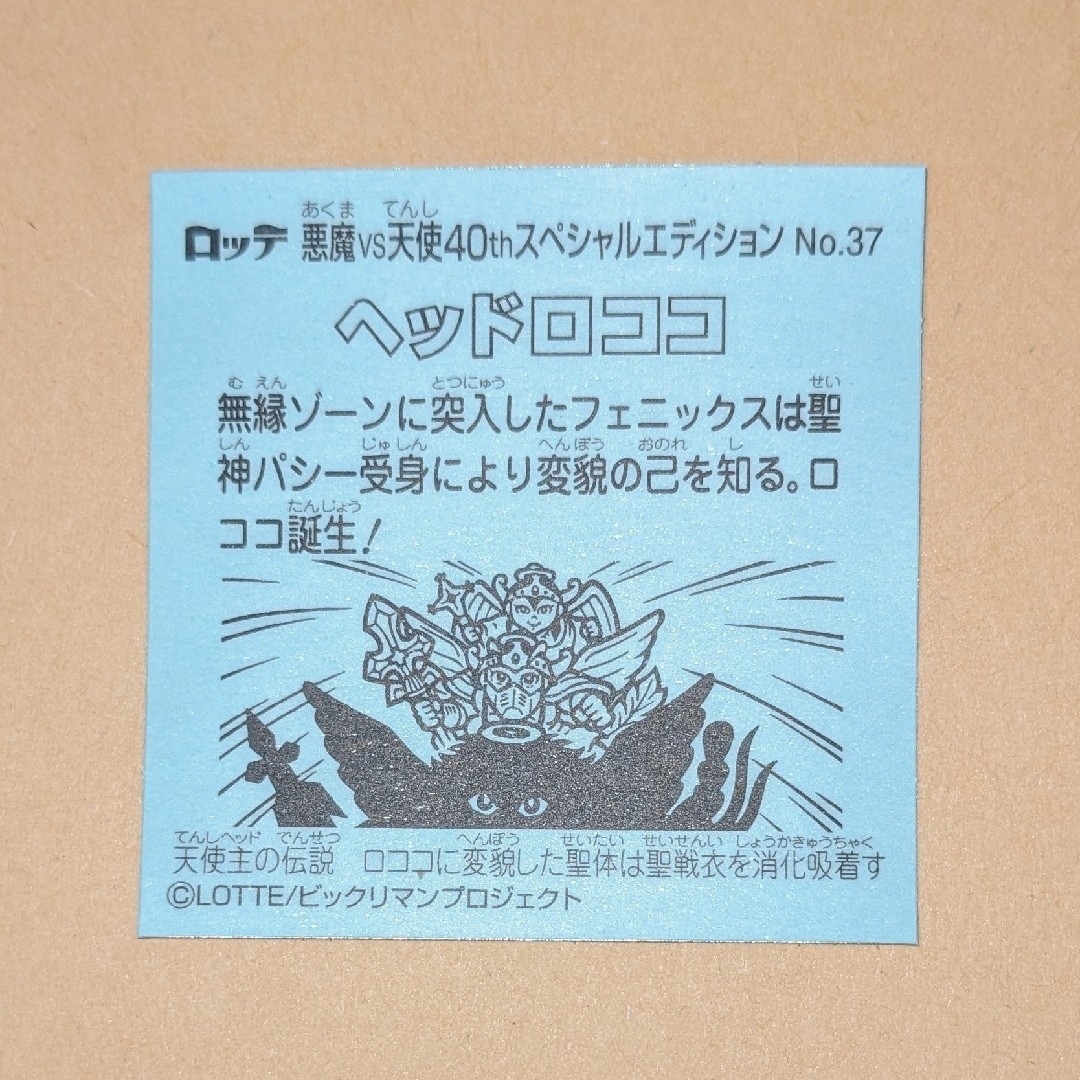 ロッテ 悪魔VS天使40thスペシャルエディション No.37
あくま てんし
ヘッドロココ
む えん とつにゅう せい
無縁ゾーンに突入したフェニックスは聖
しん じゅしん へんぼう おのれ し
神パシー受身により変貌の己を知る。ロ
たんじょう
ココ誕生!
てんしヘッド でんせつ へんぼう せいたい せいせんい しょうかきゅうちゃく
天使主の伝説 ロココに変貌した聖体は聖戦衣を消化吸着す
©LOTTE/ビックリマンプロジェクト